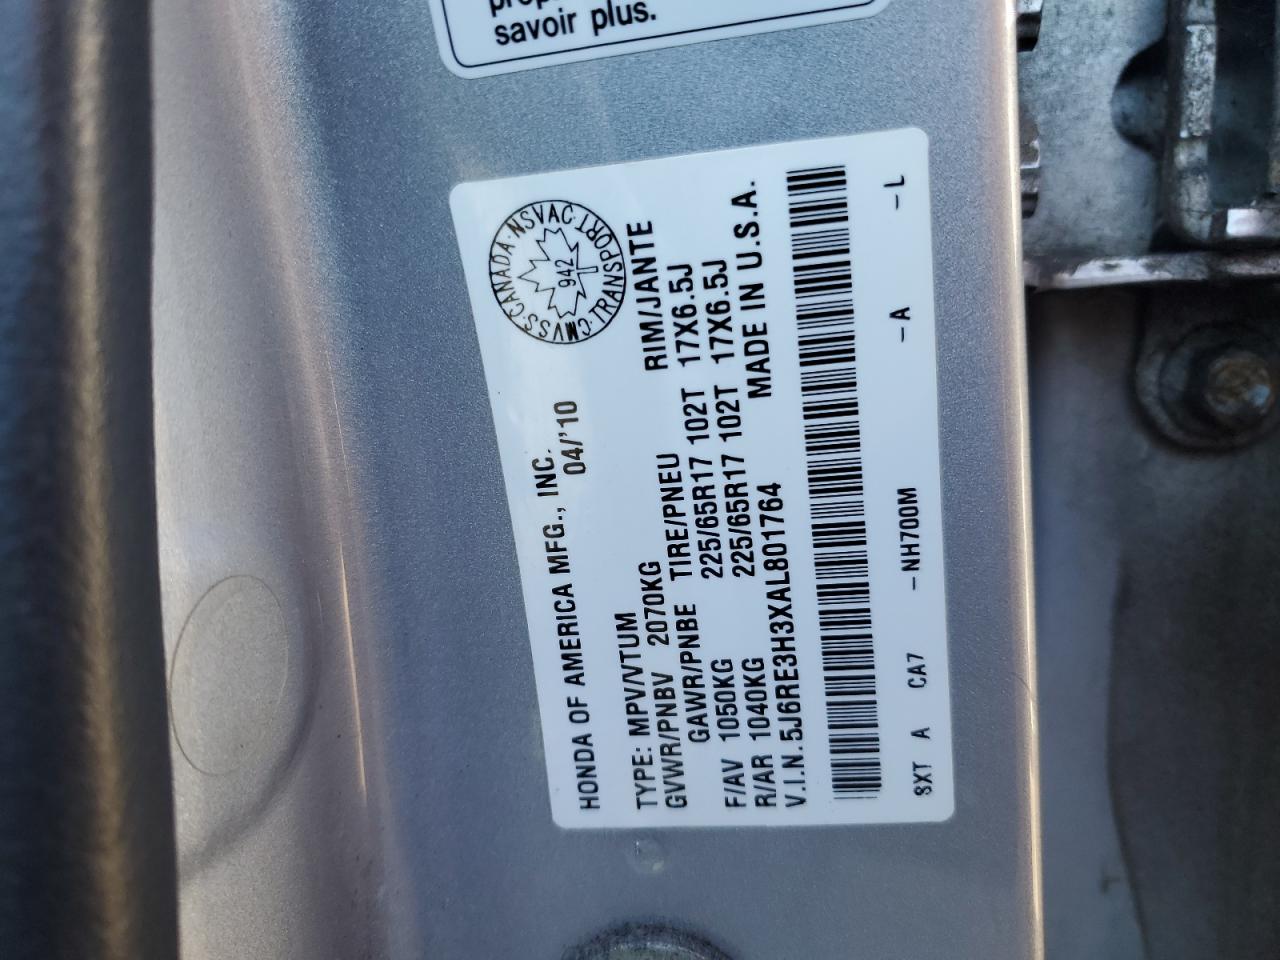 savoir plus.
HONDA OF AMERICA MFG., INC.
04/'10
CMVSS·CANADA·NSVAC·TRANSPORT·
942
TYPE: MPV/VTUM
GVWR/PNBV 2070KG
GAWR/PNBE TIRE/PNEU RIM/JANTE
F/AV 1050KG 225/65R17 102T 17X6.5J
R/AR 1040KG 225/65R17 102T 17X6.5J
V.I.N. 5J6RE3H3XAL801764 MADE IN U.S.A.
SXT A CA7 -NH700M -A -L